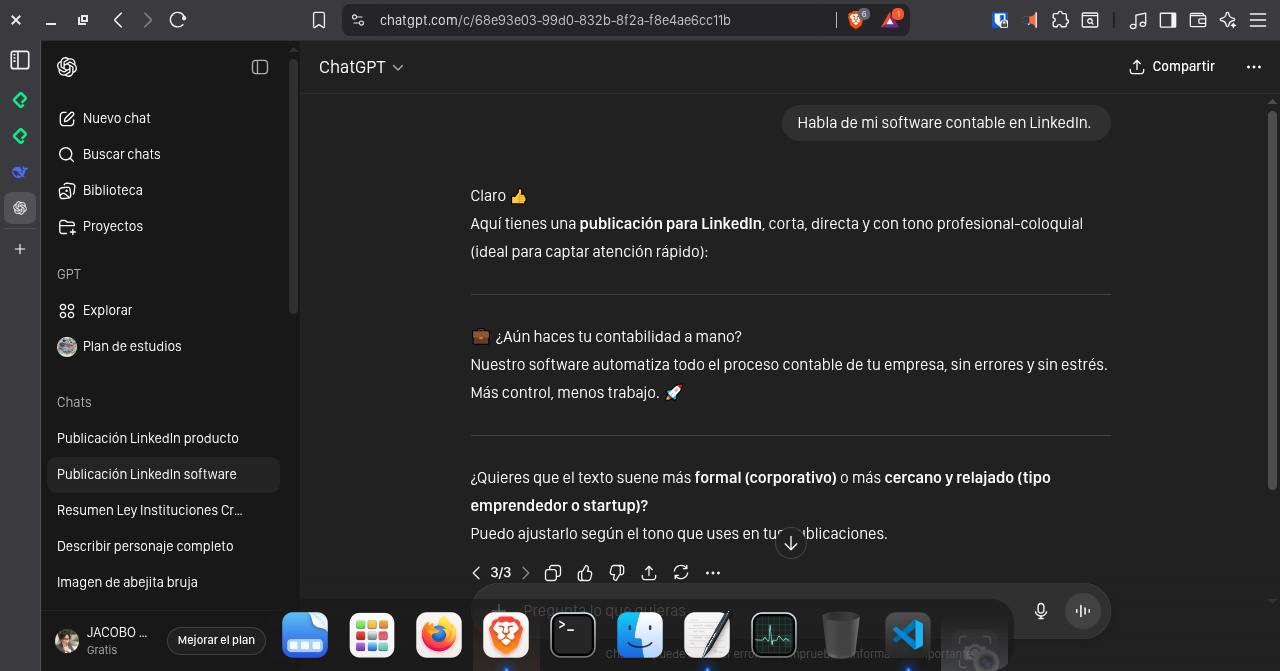 chatgpt.com/c/68e93e03-99d0-832b-8f2a-f8e4ae6cc11b
6
1
ChatGPT
Compartir
Nuevo chat
Buscar chats
Biblioteca
Proyectos
GPT
Explorar
Plan de estudios
Chats
Publicación LinkedIn producto
Publicación LinkedIn software
Resumen Ley Instituciones Cr...
Describir personaje completo
Imagen de abejita bruja
JACOBO ...
Gratis
Mejorar el plan
Habla de mi software contable en LinkedIn.
Claro 👍
Aquí tienes una publicación para LinkedIn, corta, directa y con tono profesional-coloquial
(ideal para captar atención rápido):
💼 ¿Aún haces tu contabilidad a mano?
Nuestro software automatiza todo el proceso contable de tu empresa, sin errores y sin estrés.
Más control, menos trabajo. 🚀
¿Quieres que el texto suene más formal (corporativo) o más cercano y relajado (tipo
emprendedor o startup)?
Puedo ajustarlo según el tono que uses en tus publicaciones.
3/3
Pregunta lo que quieras
>_